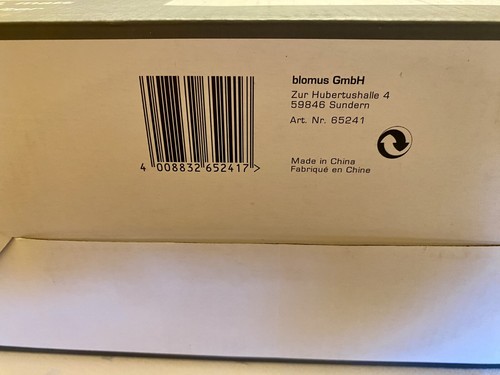 blomus GmbH
Zur Hubertushalle 4
59846 Sundern
Art. Nr. 65241
Made in China
Fabriqué en Chine
4 008832 652417 >